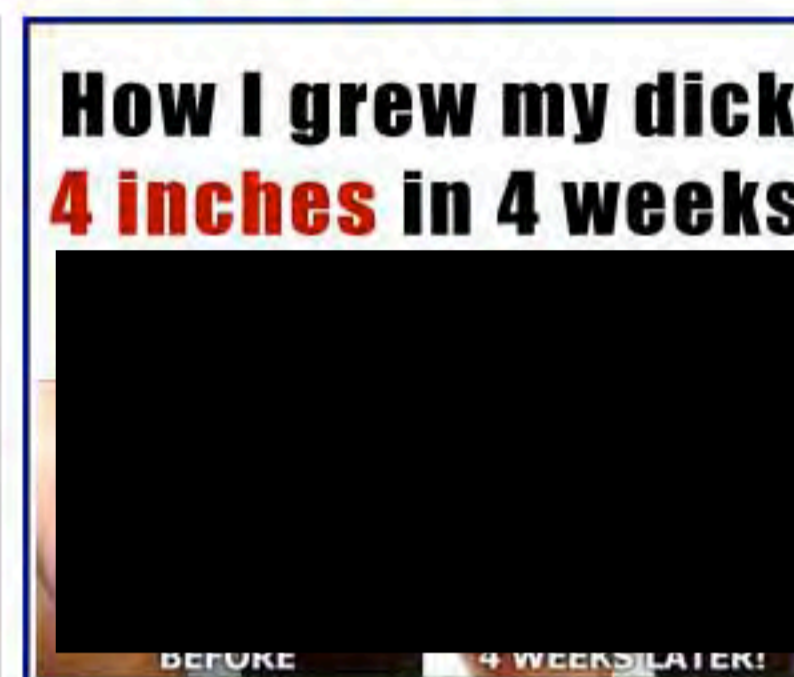 How I grew my dick
4 inches in 4 weeks
BEFORE
4 WEEKS LATER!